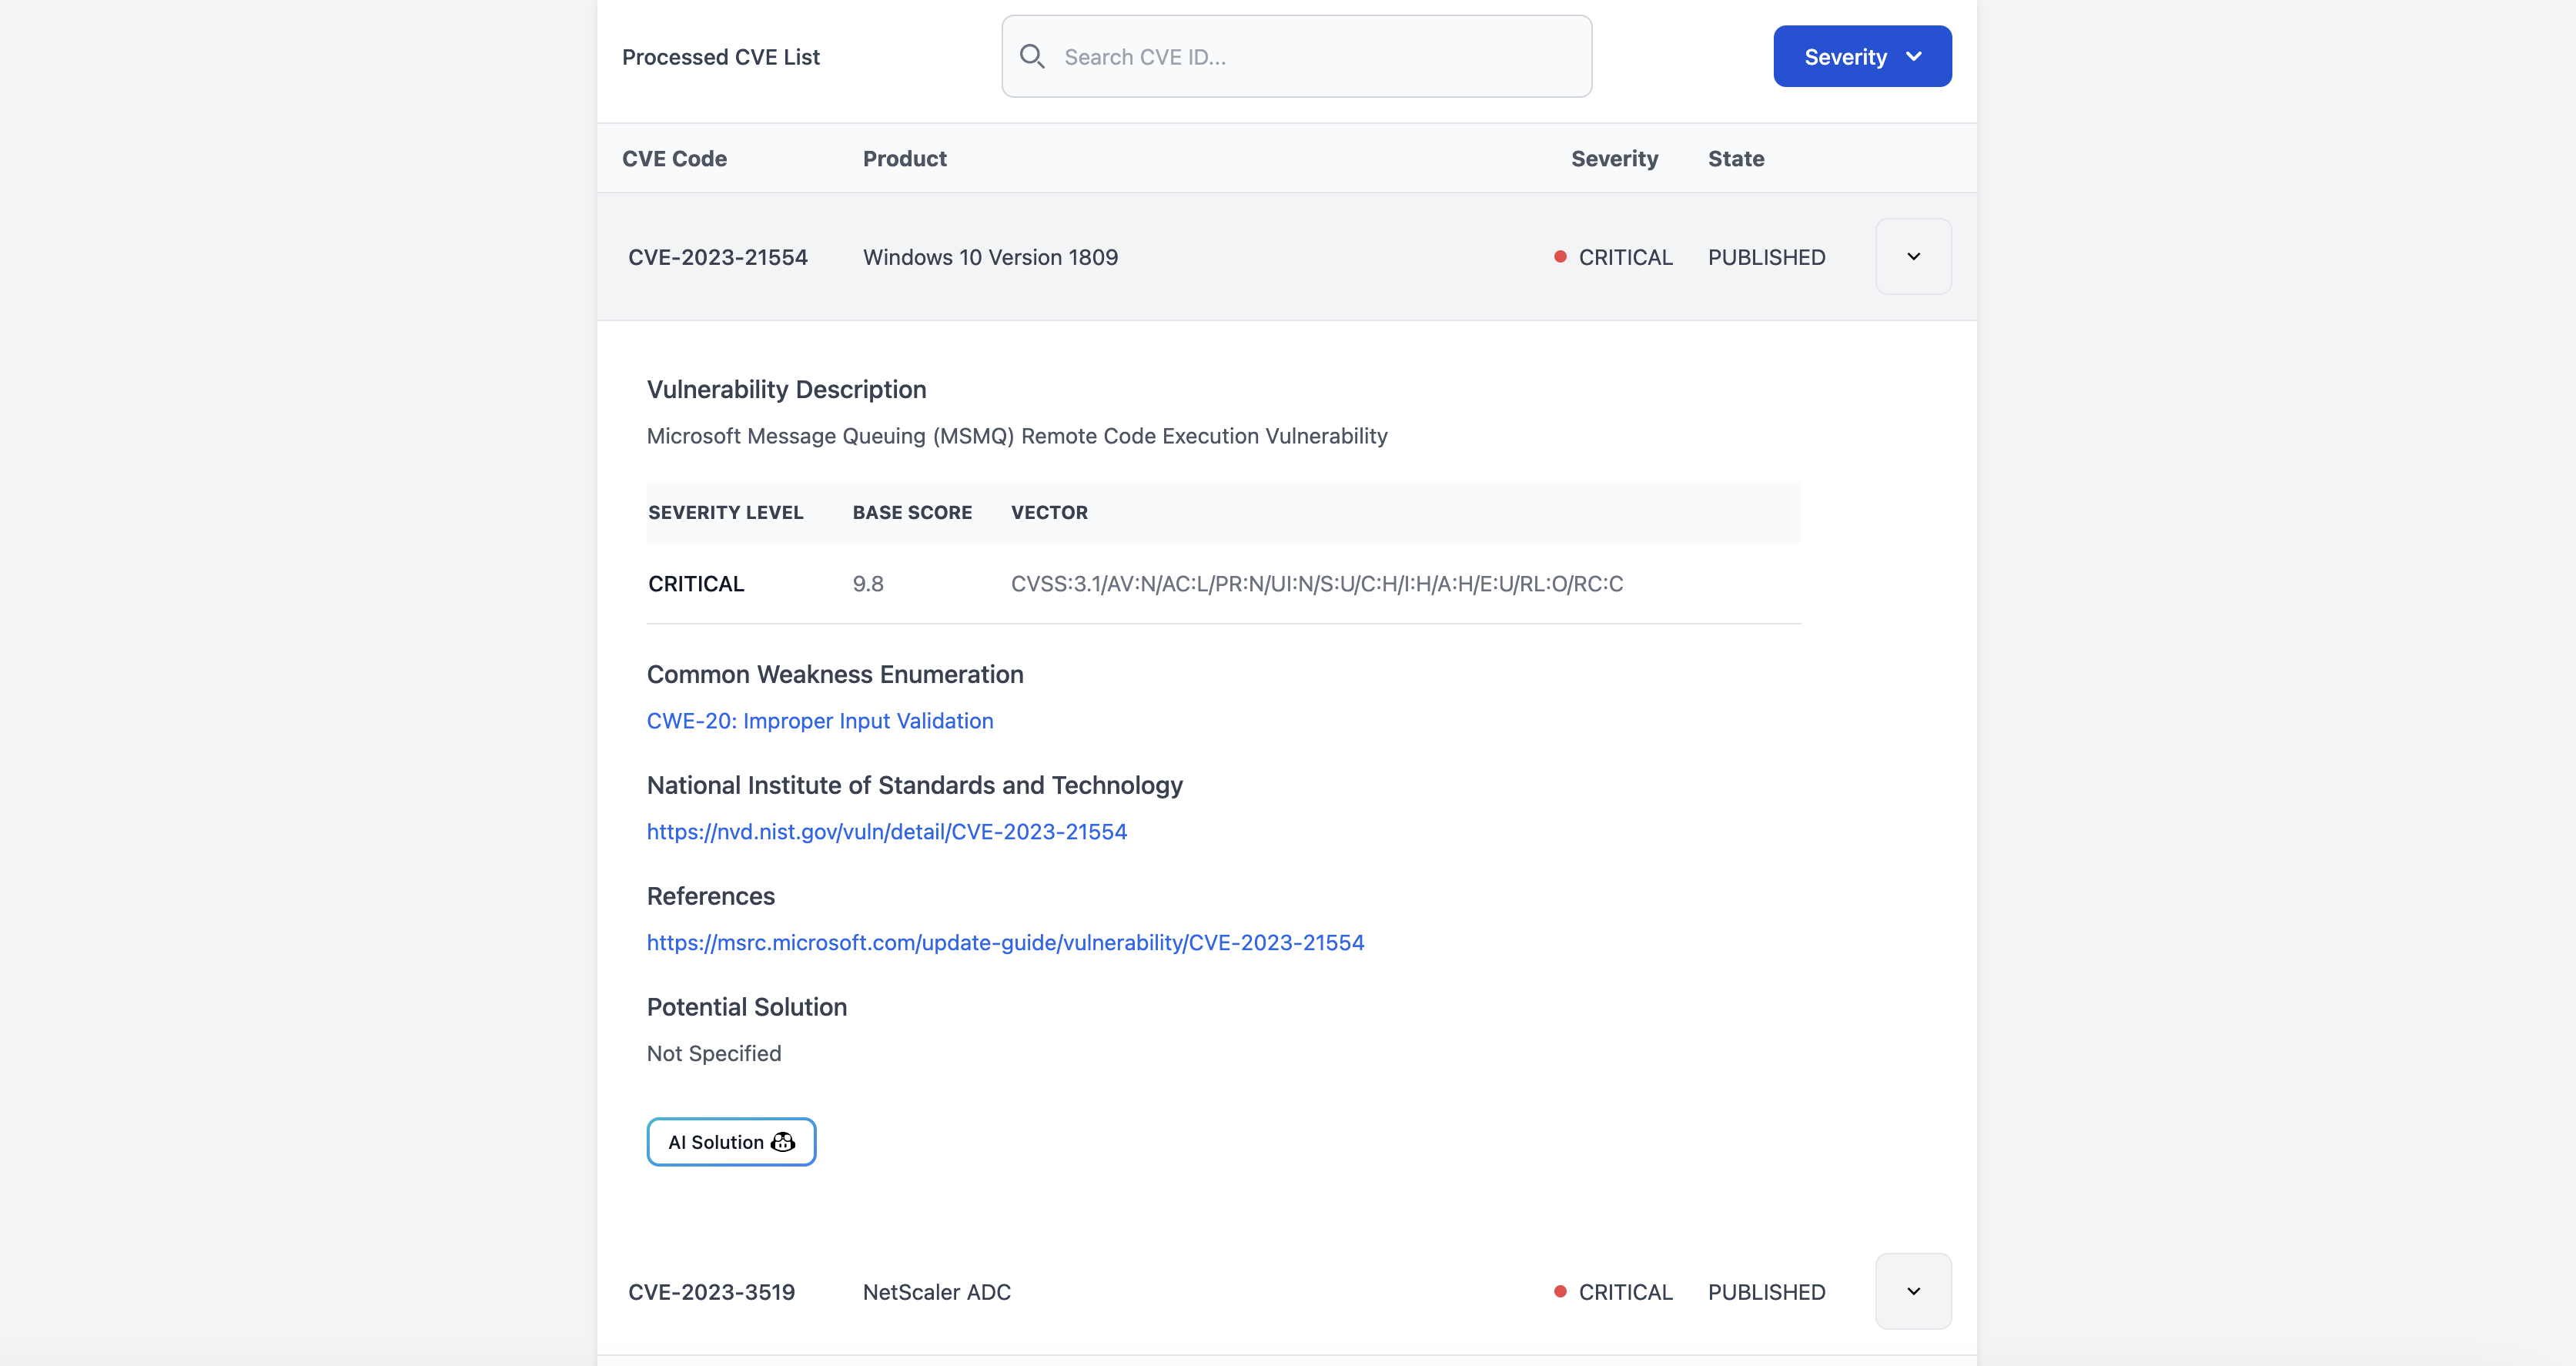 Processed CVE List
Search CVE ID...
Severity
CVE Code Product Severity State
CVE-2023-21554 Windows 10 Version 1809 CRITICAL PUBLISHED
Vulnerability Description
Microsoft Message Queuing (MSMQ) Remote Code Execution Vulnerability
SEVERITY LEVEL BASE SCORE VECTOR
CRITICAL 9.8 CVSS:3.1/AV:N/AC:L/PR:N/UI:N/S:U/C:H/I:H/A:H/E:U/RL:O/RC:C
Common Weakness Enumeration
CWE-20: Improper Input Validation
National Institute of Standards and Technology
https://nvd.nist.gov/vuln/detail/CVE-2023-21554
References
https://msrc.microsoft.com/update-guide/vulnerability/CVE-2023-21554
Potential Solution
Not Specified
AI Solution
CVE-2023-3519 NetScaler ADC CRITICAL PUBLISHED